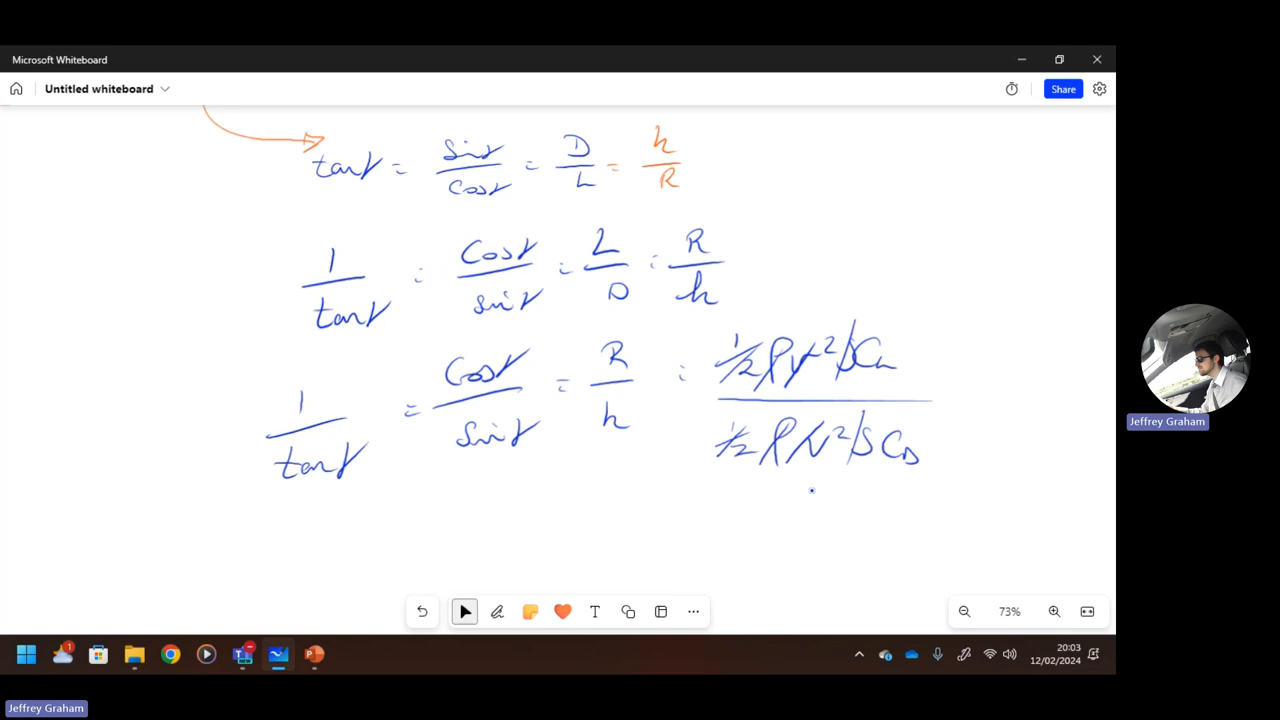 Microsoft Whiteboard
Untitled whiteboard
Share
tanγ = sinγ/cosγ = D/L = h/R
1/tanγ = cosγ/sinγ = L/D = R/h
1/tanγ = cosγ/sinγ = R/h = ½ρV²SC_L / ½ρV²SC_D
Jeffrey Graham
T
73%
1
20:03
12/02/2024
Jeffrey Graham